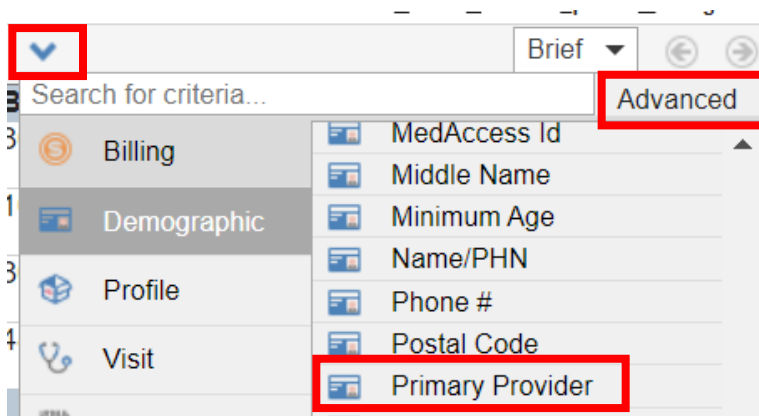 Brief
Search for criteria...
Advanced
Billing
Demographic
Profile
Visit
MedAccess Id
Middle Name
Minimum Age
Name/PHN
Phone #
Postal Code
Primary Provider